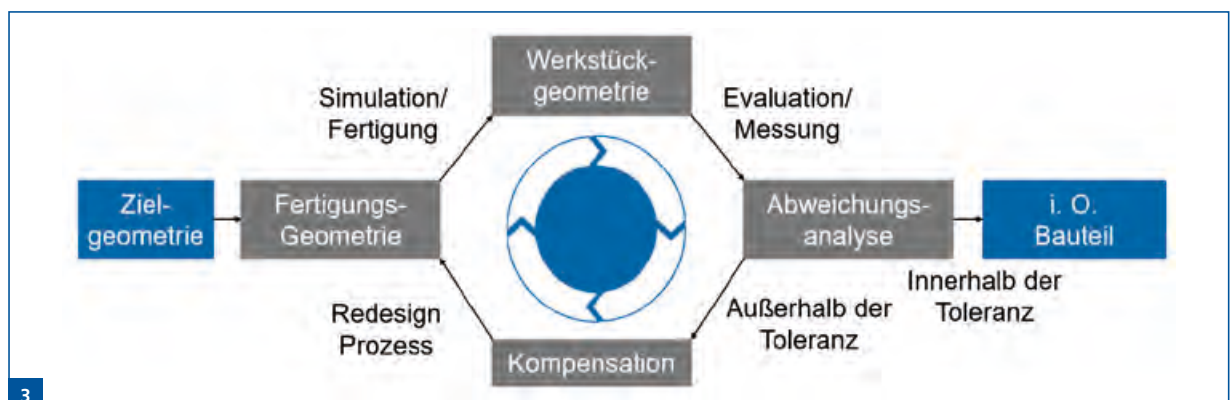 Werkstück-
geometrie
Simulation/
Fertigung
Evaluation/
Messung
Ziel-
geometrie
Fertigungs-
Geometrie
Abweichungs-
analyse
i. O.
Bauteil
Redesign
Prozess
Außerhalb der
Toleranz
Innerhalb der
Toleranz
Kompensation
3